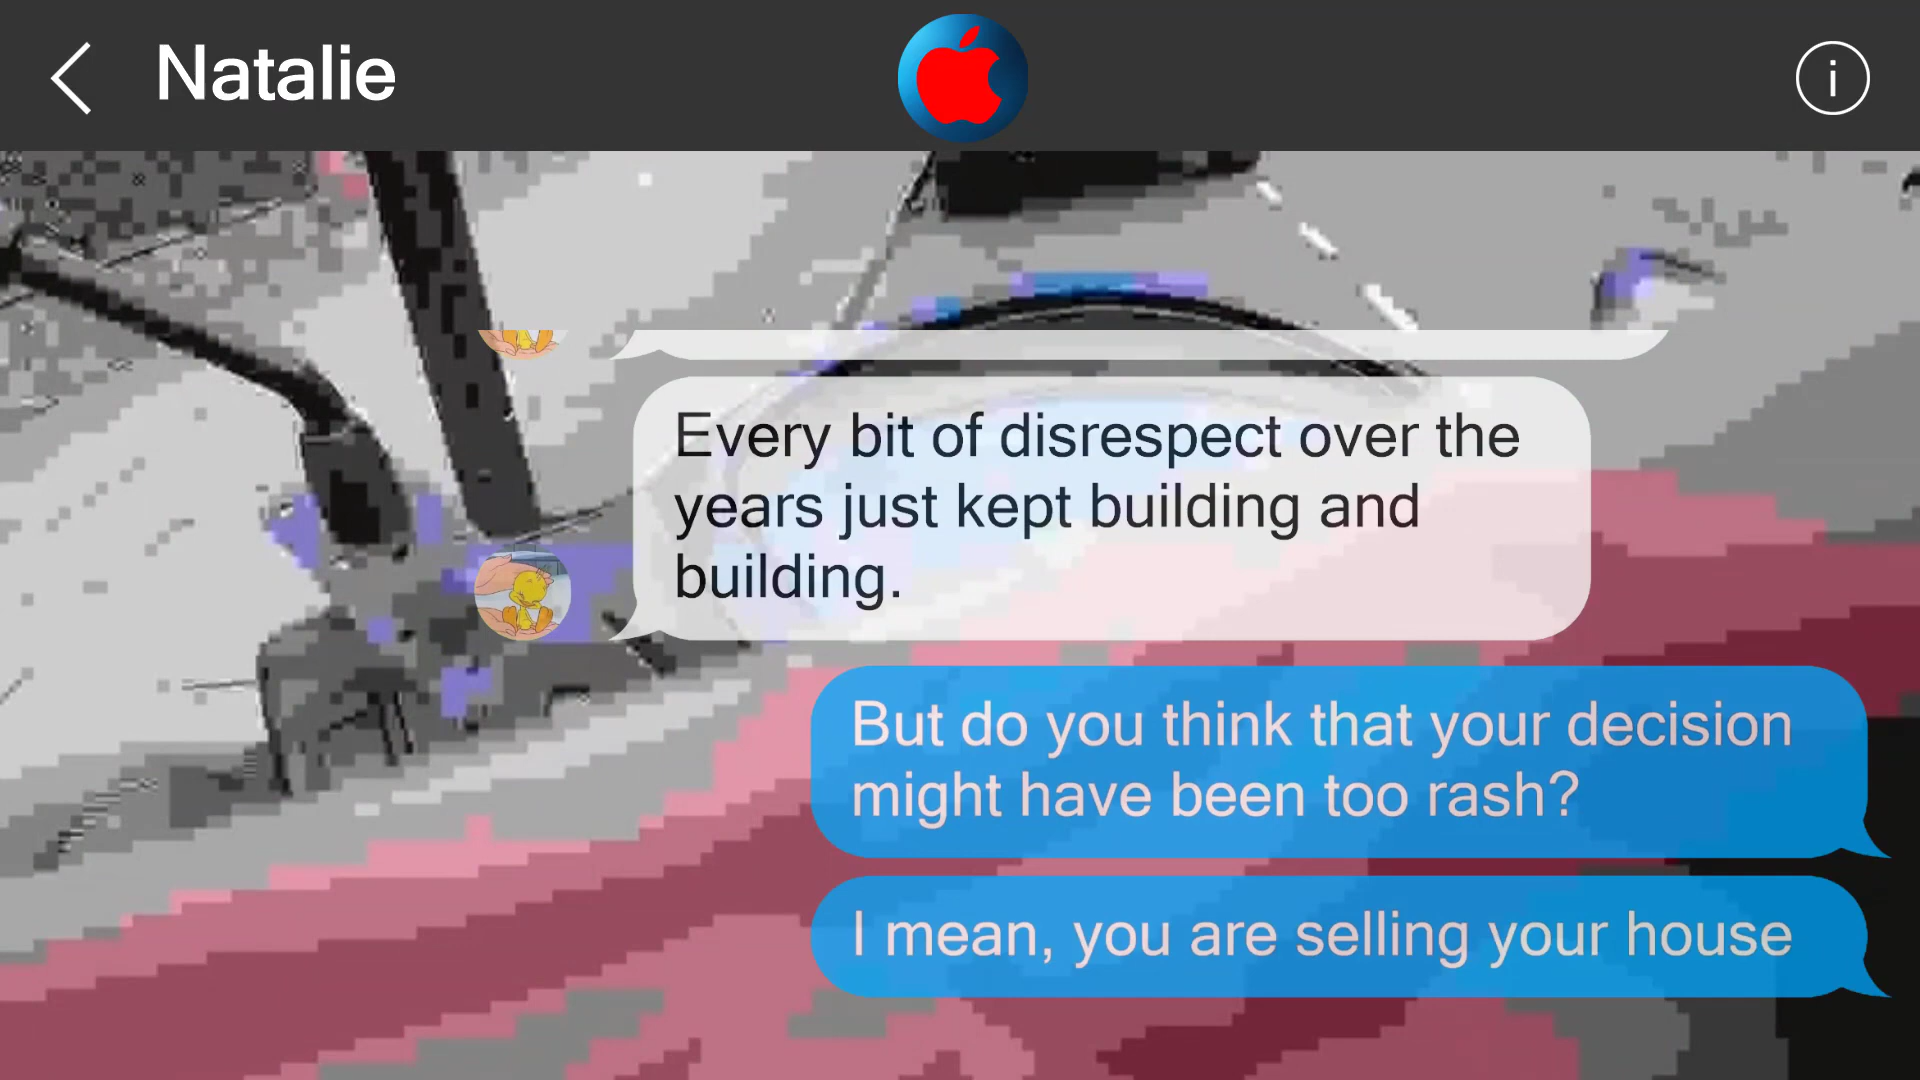 Natalie
Every bit of disrespect over the
years just kept building and
building.
But do you think that your decision
might have been too rash?
I mean, you are selling your house